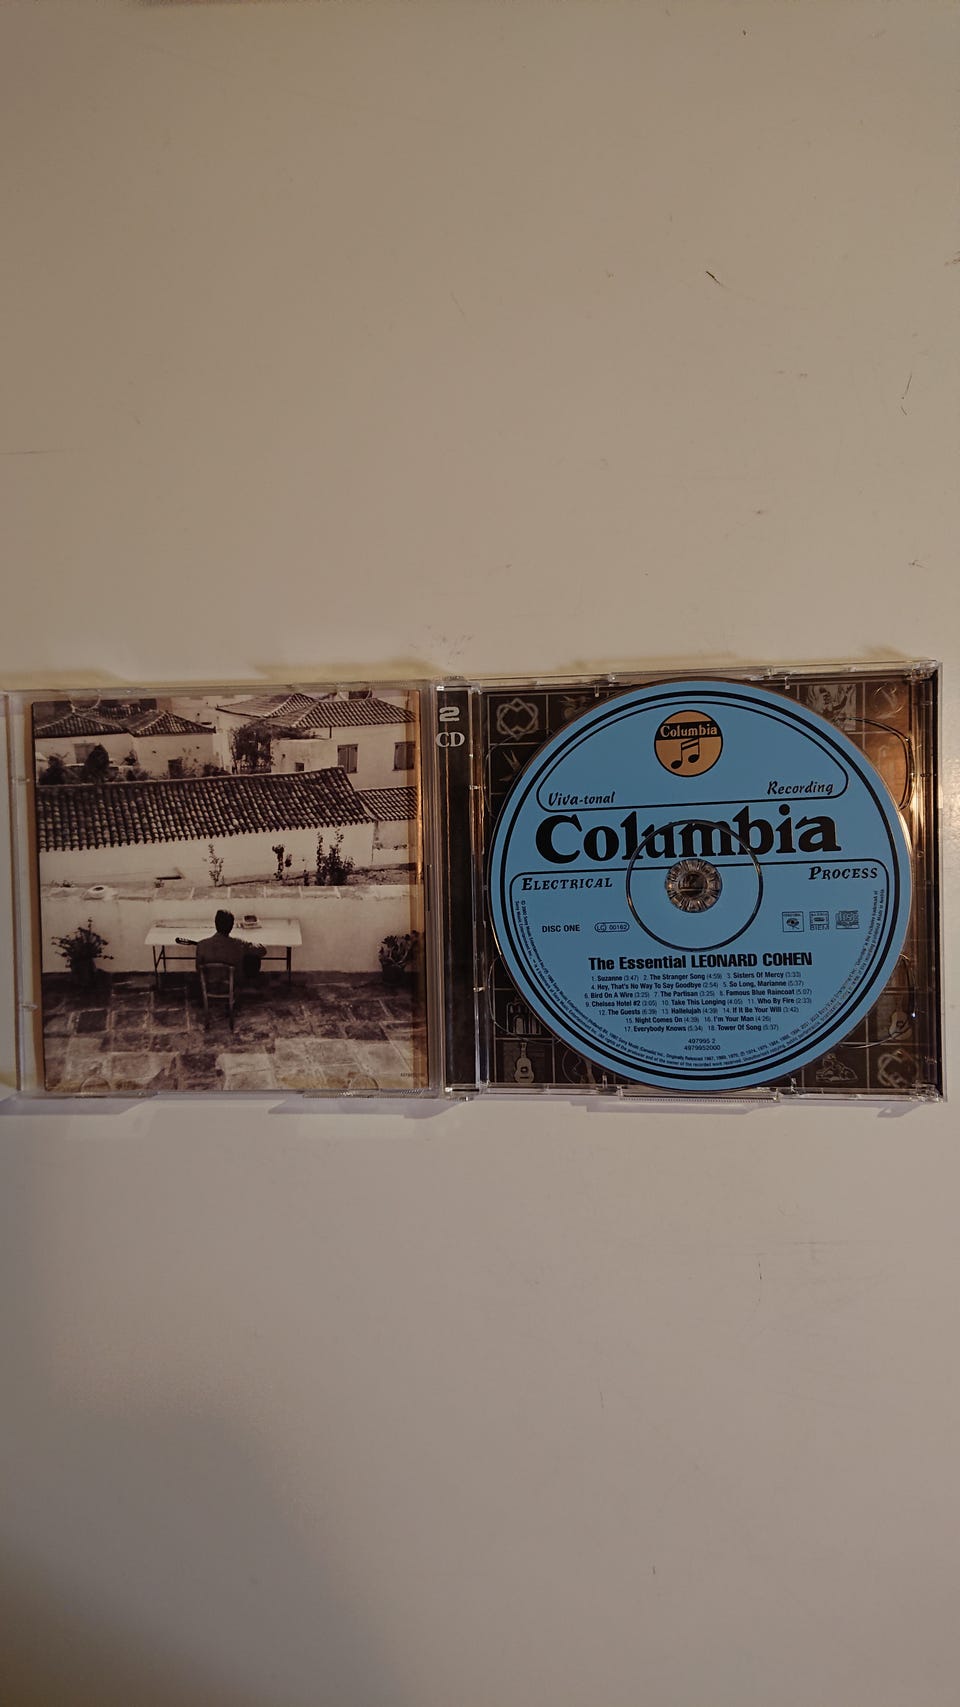 2
CD
Columbia
Viva-tonal Recording
Columbia
ELECTRICAL PROCESS
DISC ONE LC 00162
The Essential LEONARD COHEN
1. Suzanne (3:47) 2. The Stranger Song (4:59) 3. Sisters Of Mercy (3:33)
4. Hey, That's No Way To Say Goodbye (2:54) 5. So Long, Marianne (5:37)
6. Bird On A Wire (3:25) 7. The Partisan (3:25) 8. Famous Blue Raincoat (5:07)
9. Chelsea Hotel #2 (3:05) 10. Take This Longing (4:05) 11. Who By Fire (2:33)
12. The Guests (6:39) 13. Hallelujah (4:39) 14. If It Be Your Will (3:42)
15. Night Comes On (4:39) 16. I'm Your Man (4:26)
17. Everybody Knows (5:34) 18. Tower Of Song (5:37)
497995 2
4979952000